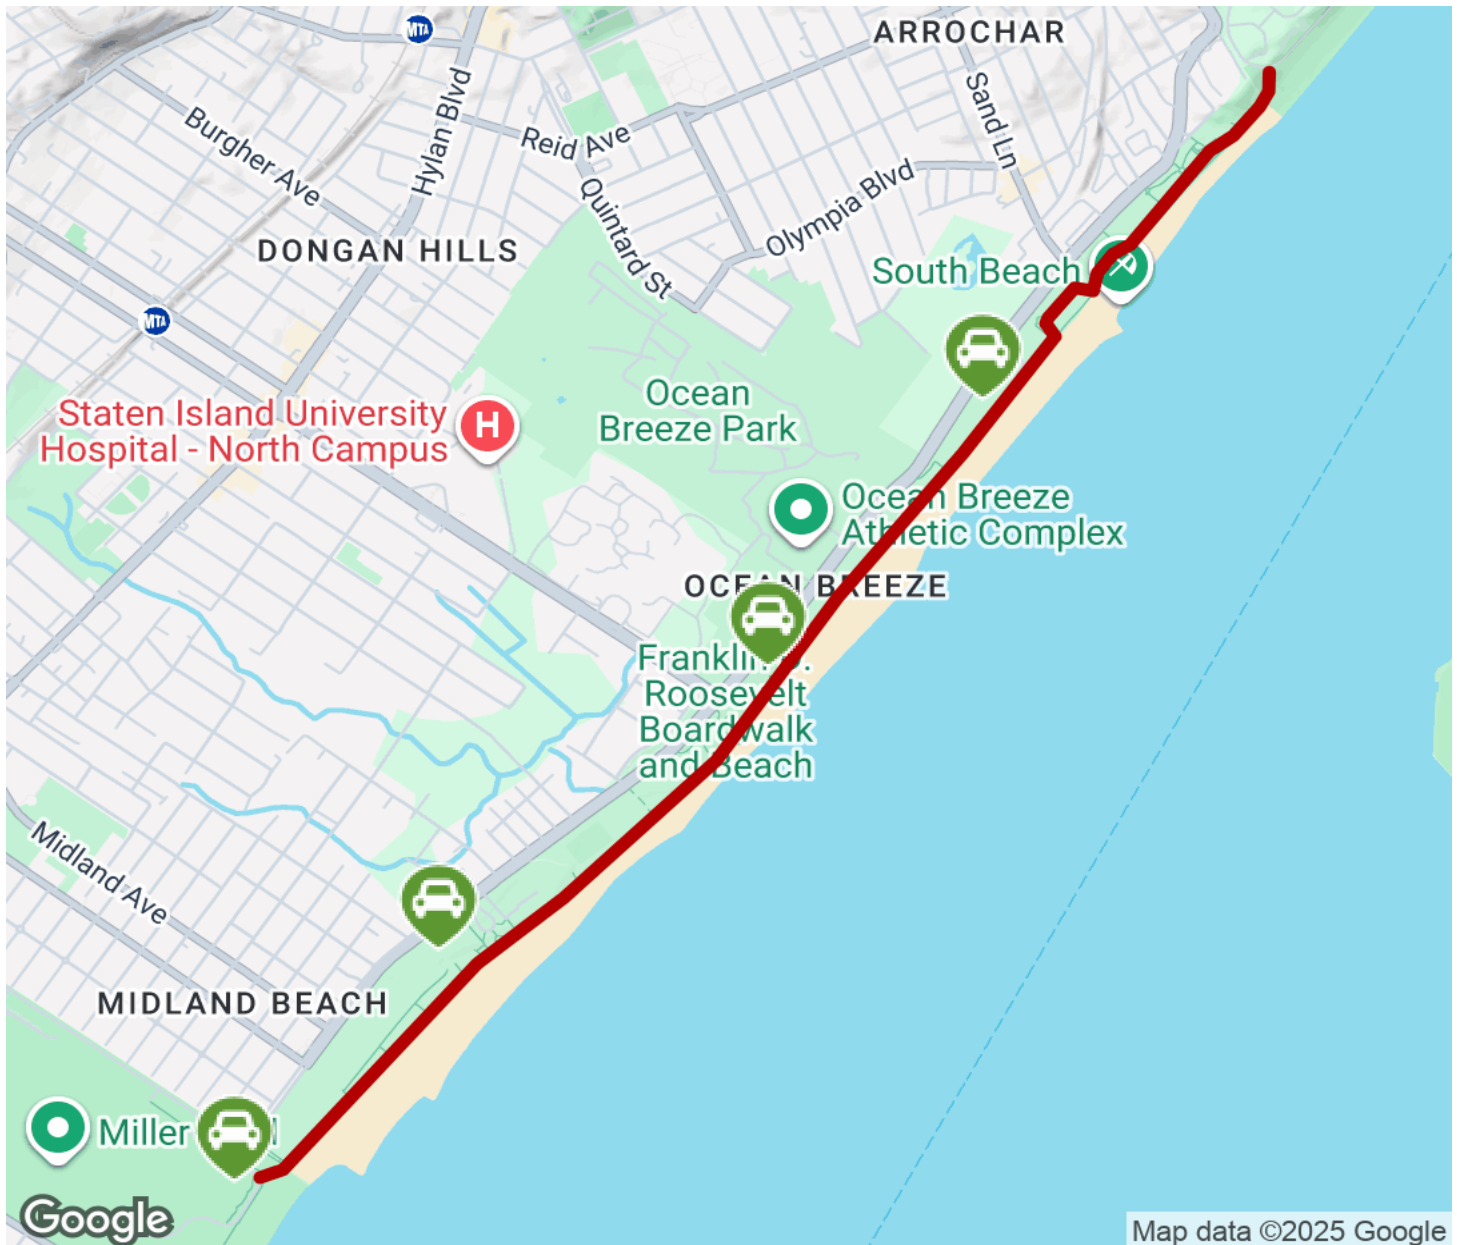 ARROCHAR
MTA
Hylan Blvd
Sand Ln
Burgher Ave
Reid Ave
Quintard St
Olympia Blvd
DONGAN HILLS
South Beach
MTA
Ocean
Breeze Park
Staten Island University
Hospital - North Campus
H
Ocean Breeze
Athletic Complex
OCEAN BREEZE
Franklin
Roosevelt
Boardwalk
and Beach
Midland Ave
MIDLAND BEACH
Miller
Google
Map data ©2025 Google